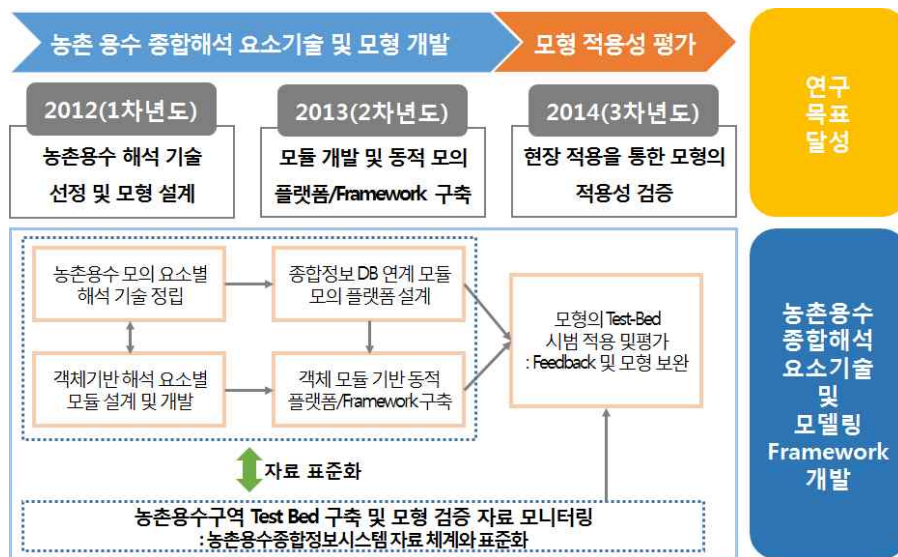 농촌 용수 종합해석 요소기술 및 모형 개발
모형 적용성 평가
연구
목표
달성
2012(1차년도)
농촌용수 해석 기술
선정 및 모형 설계
2013(2차년도)
모듈 개발 및 동적 모의
플랫폼/Framework 구축
2014(3차년도)
현장 적용을 통한 모형의
적용성 검증
농촌용수 모의 요소별
해석 기술 정립
종합정보 DB 연계 모듈
모의 플랫폼 설계
객체기반 해석 요소별
모듈 설계 및 개발
객체 모듈 기반 동적
플랫폼/Framework 구축
모형의 Test-Bed
시범 적용 및평가
: Feedback 및 모형 보완
자료 표준화
농촌용수구역 Test Bed 구축 및 모형 검증 자료 모니터링
: 농촌용수종합정보시스템 자료 체계와 표준화
농촌용수
종합해석
요소기술
및
모델링
Framework
개발